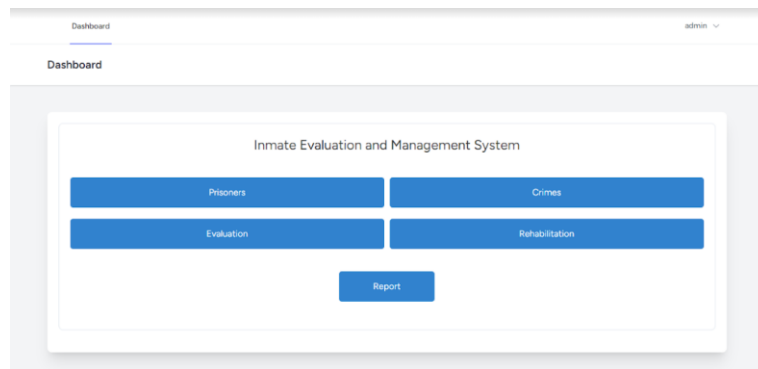 Dashboard admin
Dashboard
Inmate Evaluation and Management System
Prisoners Crimes
Evaluation Rehabilitation
Report